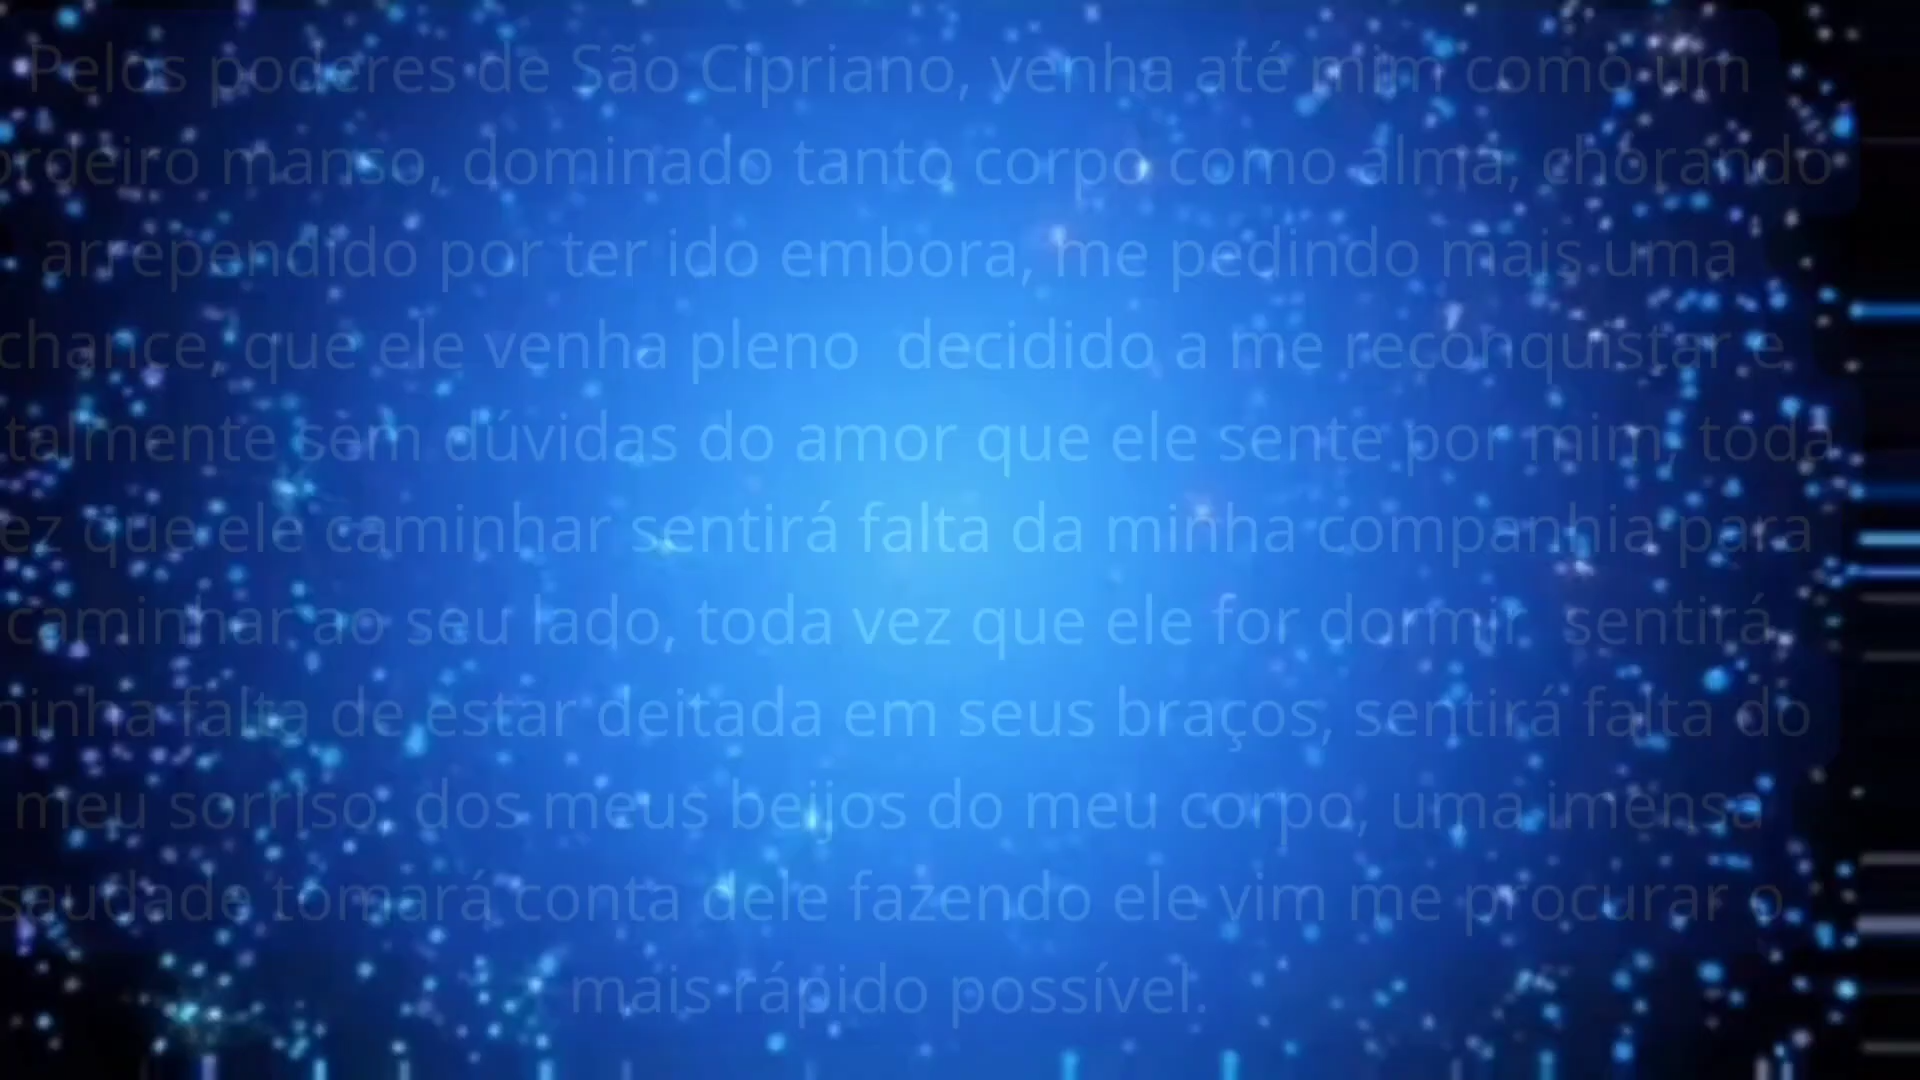 Pelos poderes de São Cipriano, venha até mim como um
ordeiro manso, dominado tanto corpo como alma, chorando
arrependido por ter ido embora, me pedindo mais uma
chance, que ele venha pleno decidido a me reconquistar e
talmente sem dúvidas do amor que ele sente por mim, toda
ez que ele caminhar sentirá falta da minha companhia para
caminhar ao seu lado, toda vez que ele for dormir, sentirá
minha falta de estar deitada em seus braços, sentirá falta do
meu sorriso, dos meus beijos do meu corpo, uma imensa
saudade tomará conta dele fazendo ele vim me procurar o
mais rápido possível.